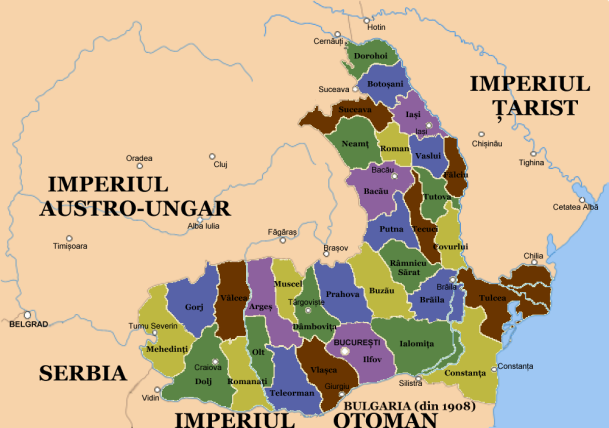 Hotin
Cernăuți
Dorohoi
Botoșani
Suceava
IMPERIUL
ȚARIST
Suceava
Iași
Iași
Chișinău
Neamț
Roman
Vaslui
Tighina
Oradea
Cluj
Bacău
Fălciu
IMPERIUL
AUSTRO-UNGAR
Bacău
Tutova
Cetatea Albă
Alba Iulia
Putna
Tecuci
Timișoara
Făgăraș
Brașov
Covurlui
Chilia
Râmnicu
Sărat
Muscel
Vâlcea
Argeș
Târgoviște
Prahova
Buzău
Brăila
Brăila
Tulcea
Gorj
BELGRAD
Turnu Severin
Dâmbovița
Mehedinți
Olt
BUCUREȘTI
Ialomița
Craiova
Ilfov
Constanța
Constanța
SERBIA
Dolj
Romanați
Vlașca
Silistra
Vidin
Teleorman
Giurgiu
BULGARIA (din 1908)
IMPERIUL
OTOMAN